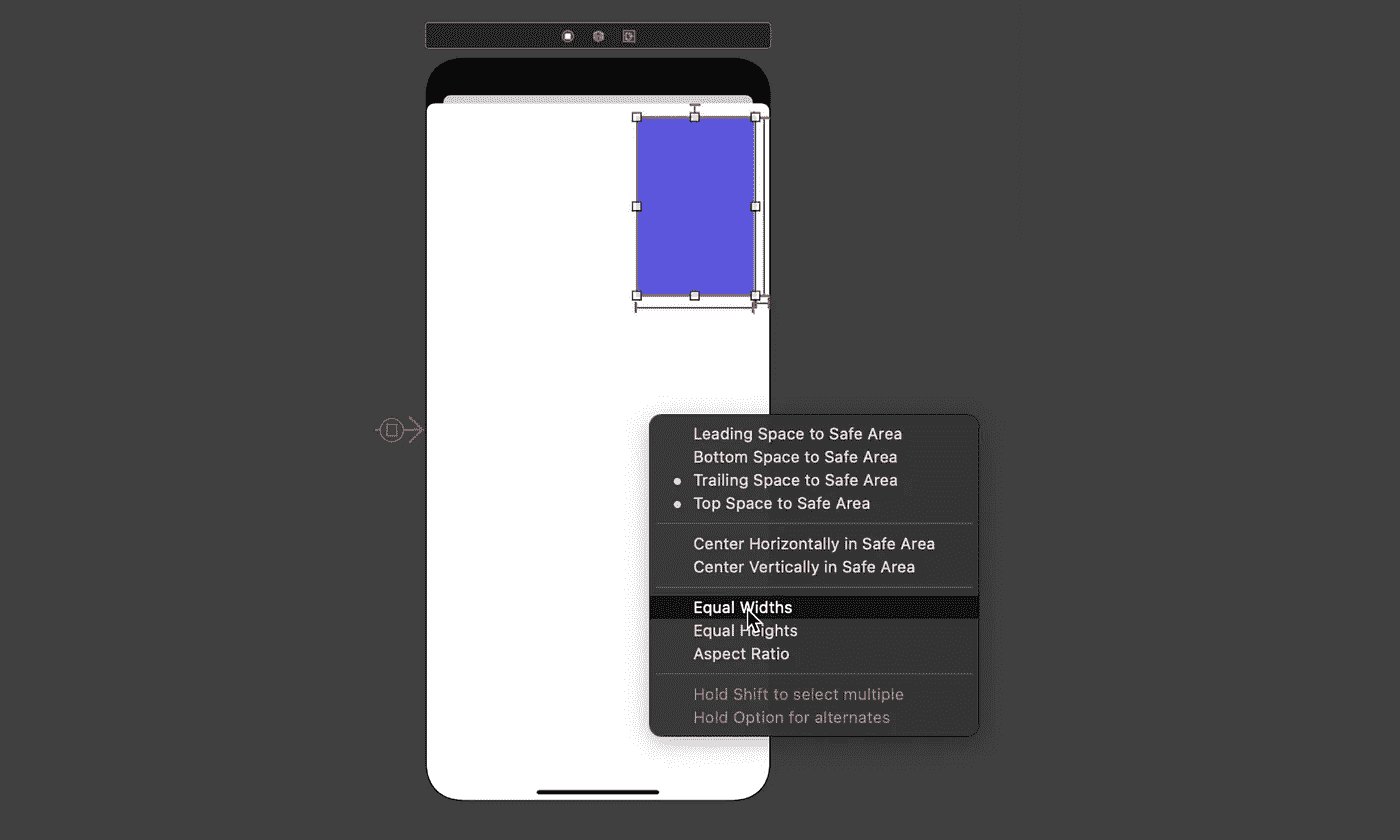 Leading Space to Safe Area
Bottom Space to Safe Area
Trailing Space to Safe Area
Top Space to Safe Area
Center Horizontally in Safe Area
Center Vertically in Safe Area
Equal Widths
Equal Heights
Aspect Ratio
Hold Shift to select multiple
Hold Option for alternates